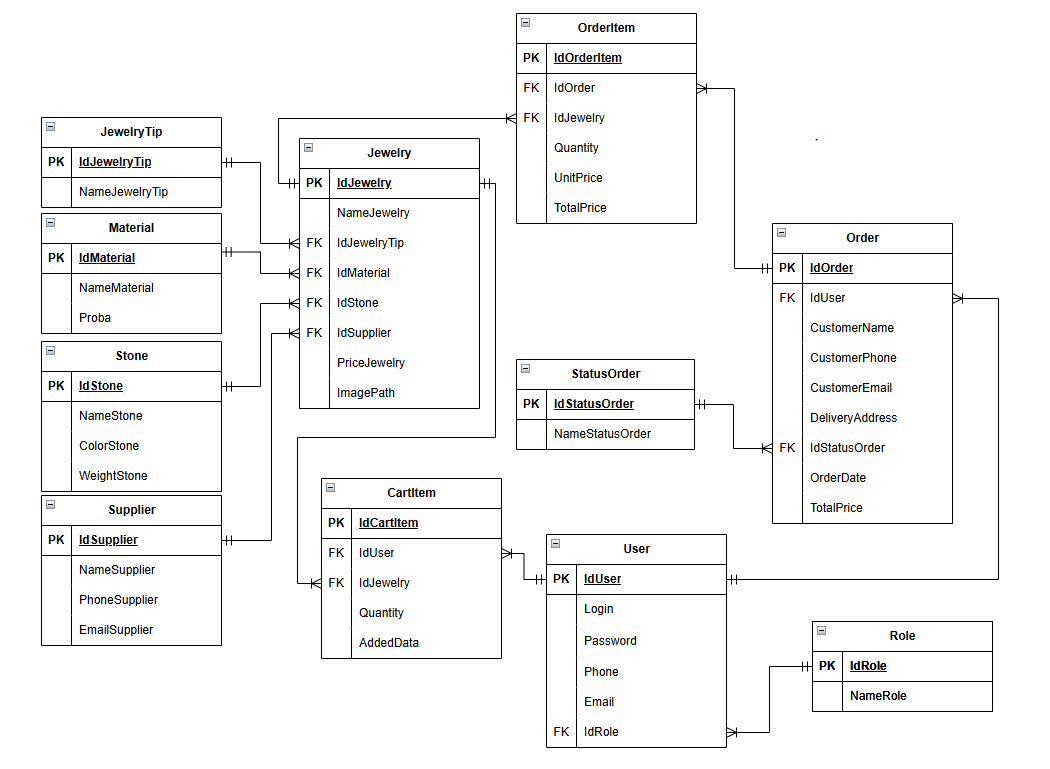 OrderItem
PK IdOrderItem
FK IdOrder
FK IdJewelry
Quantity
UnitPrice
TotalPrice
JewelryTip
PK IdJewelryTip
NameJewelryTip
Jewelry
PK IdJewelry
NameJewelry
FK IdJewelryTip
FK IdMaterial
FK IdStone
FK IdSupplier
PriceJewelry
ImagePath
Material
PK IdMaterial
NameMaterial
Proba
Order
PK IdOrder
FK IdUser
CustomerName
CustomerPhone
CustomerEmail
DeliveryAddress
FK IdStatusOrder
OrderDate
TotalPrice
Stone
PK IdStone
NameStone
ColorStone
WeightStone
StatusOrder
PK IdStatusOrder
NameStatusOrder
Supplier
PK IdSupplier
NameSupplier
PhoneSupplier
EmailSupplier
CartItem
PK IdCartItem
FK IdUser
FK IdJewelry
Quantity
AddedData
User
PK IdUser
Login
Password
Phone
Email
FK IdRole
Role
PK IdRole
NameRole